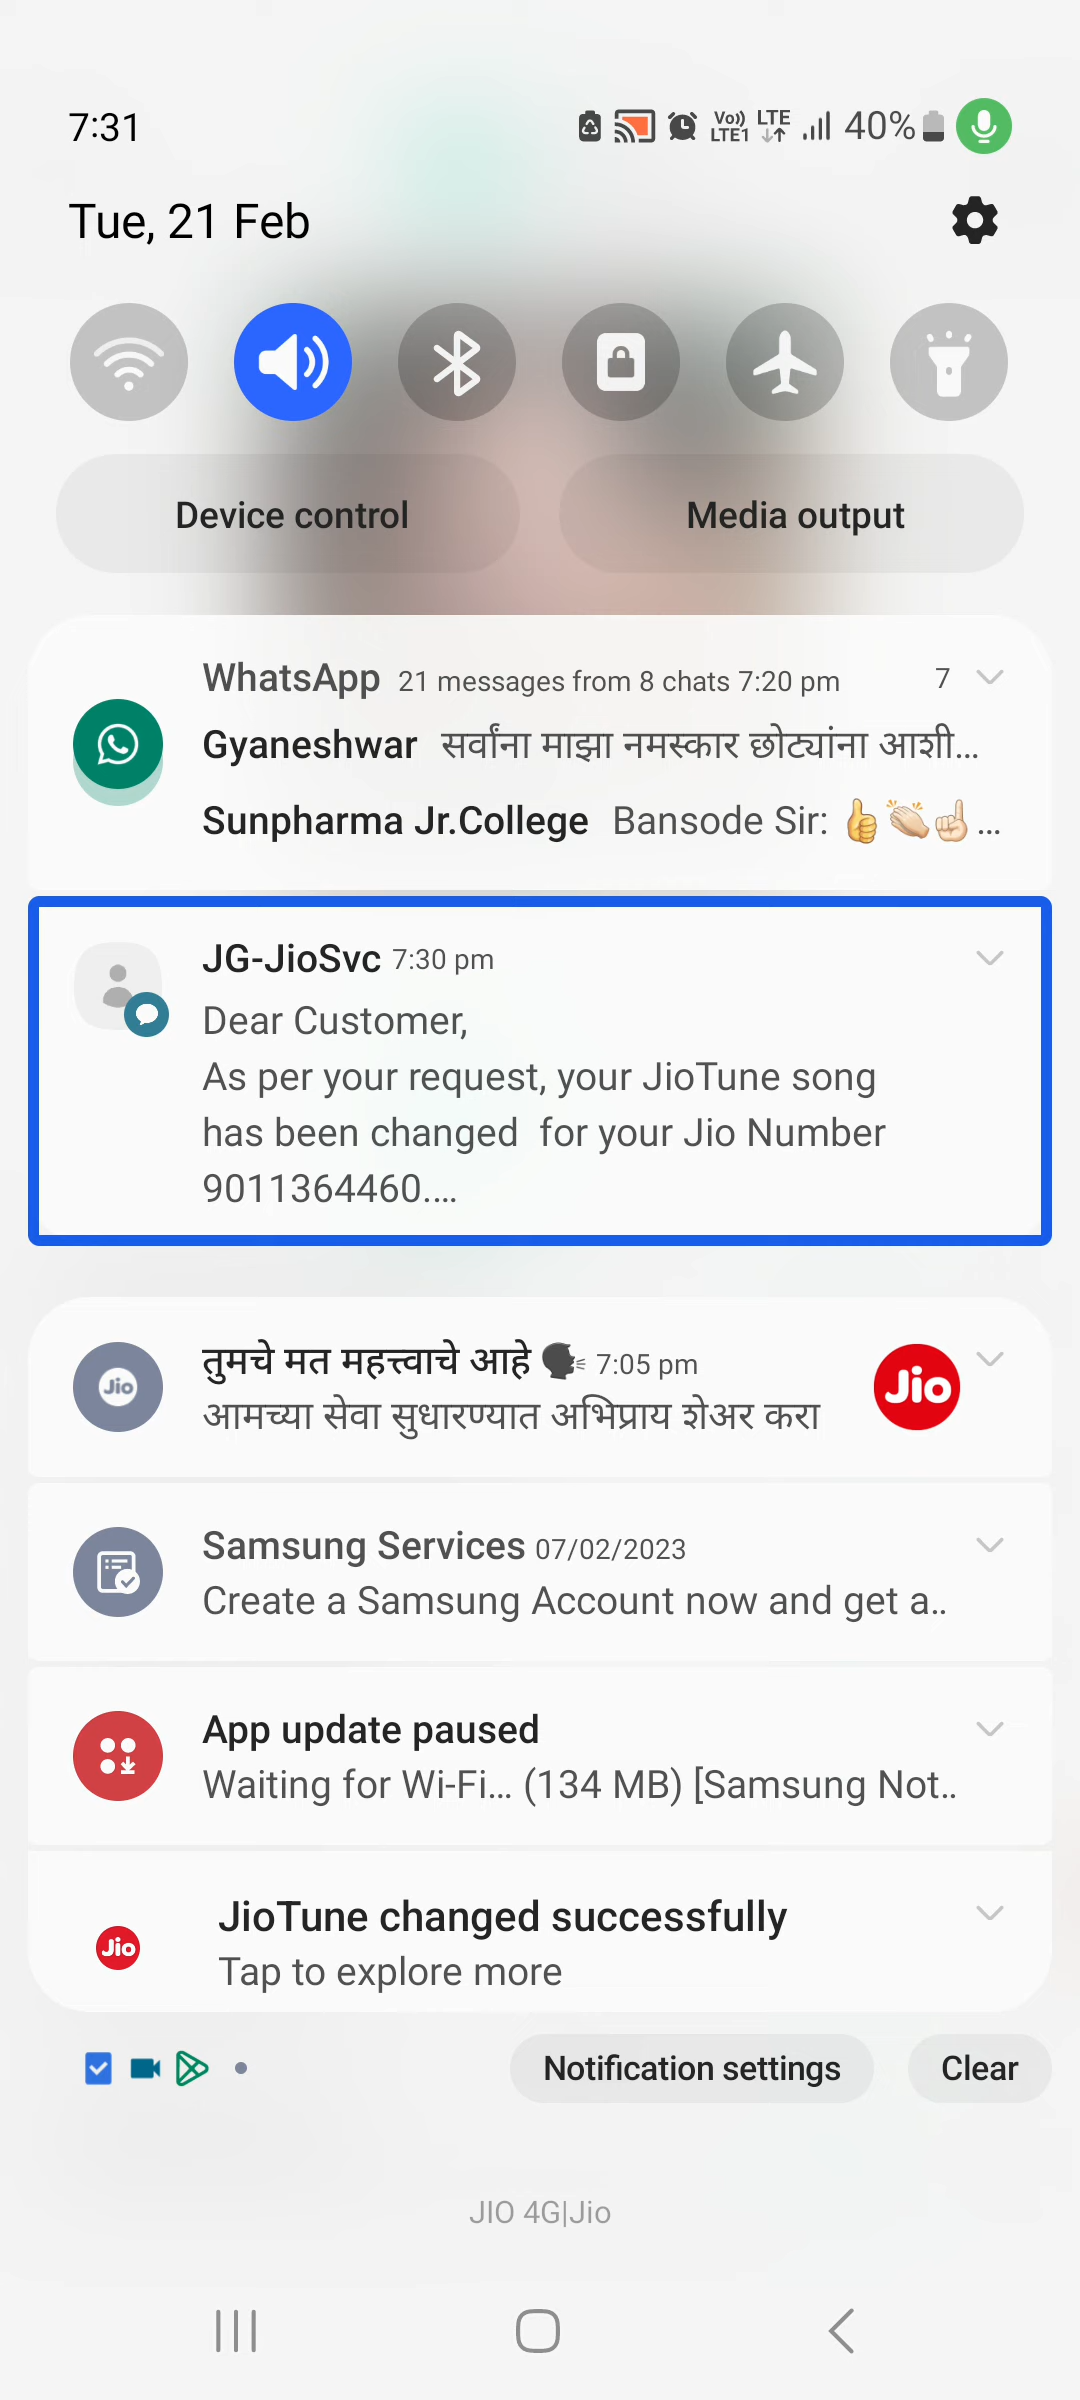 7:31
Vo)) LTE1 LTE 40%
Tue, 21 Feb
Device control
Media output
WhatsApp 21 messages from 8 chats 7:20 pm 7
Gyaneshwar सर्वांना माझा नमस्कार छोट्यांना आशी...
Sunpharma Jr.College Bansode Sir: 👍👏☝...
JG-JioSvc 7:30 pm
Dear Customer,
As per your request, your JioTune song
has been changed for your Jio Number
9011364460....
Jio
तुमचे मत महत्त्वाचे आहे 🗣 7:05 pm
आमच्या सेवा सुधारण्यात अभिप्राय शेअर करा
Jio
Samsung Services 07/02/2023
Create a Samsung Account now and get a..
App update paused
Waiting for Wi-Fi... (134 MB) [Samsung Not..
Jio
JioTune changed successfully
Tap to explore more
Notification settings
Clear
JIO 4G|Jio